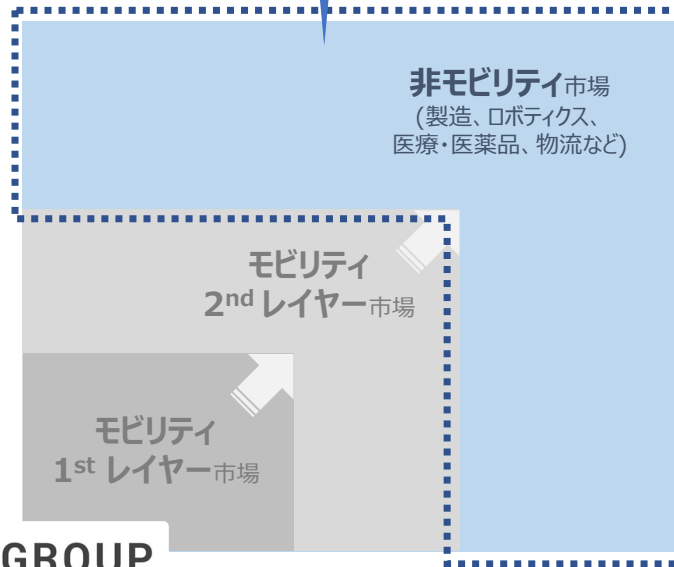 非モビリティ市場
(製造、ロボティクス、
医療・医薬品、物流など)
モビリティ
2nd レイヤー市場
モビリティ
1st レイヤー市場
GROUP